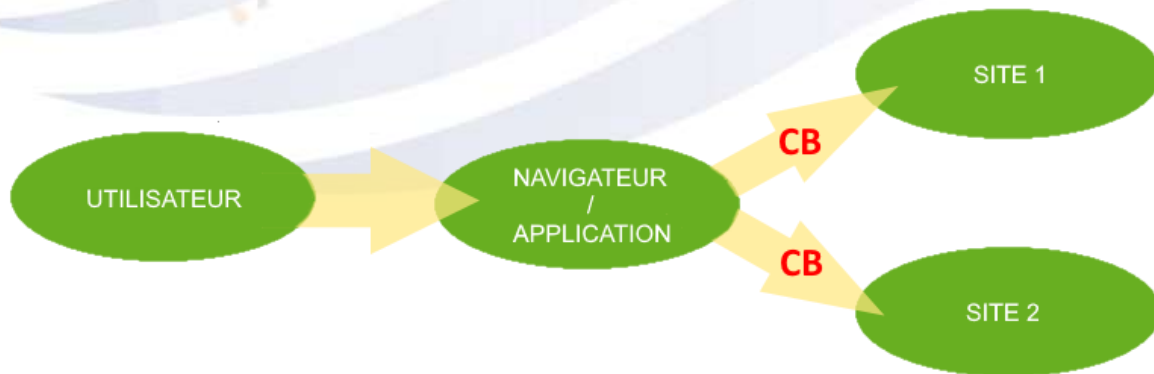 SITE 1
CB
UTILISATEUR
NAVIGATEUR
/
APPLICATION
CB
SITE 2